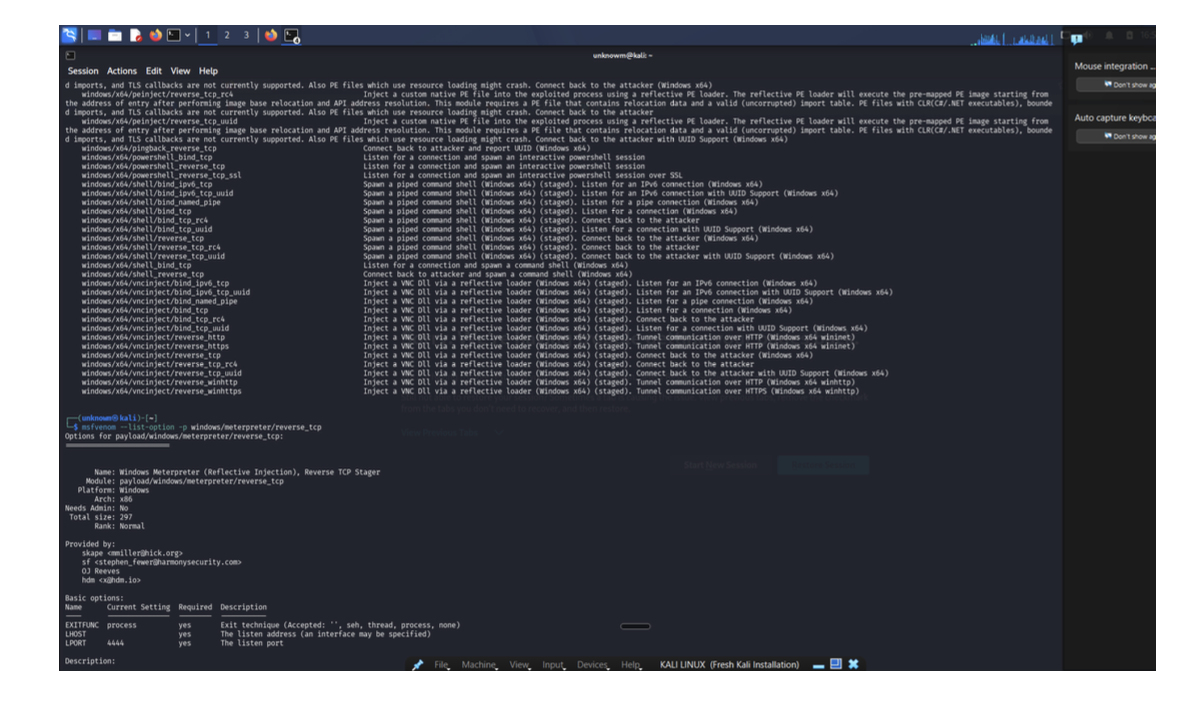 1 2 3
unknowm@kali: ~
Session Actions Edit View Help
Mouse integration ...
Don't show ag
Auto capture keybca
Don't show ag
d imports, and TLS callbacks are not currently supported. Also PE files which use resource loading might crash. Connect back to the attacker (Windows x64)
windows/x64/peinject/reverse_tcp_rc4 Inject a custom native PE file into the exploited process using a reflective PE loader. The reflective PE loader will execute the pre-mapped PE image starting from
the address of entry after performing image base relocation and API address resolution. This module requires a PE file that contains relocation data and a valid (uncorrupted) import table. PE files with CLR(C#/.NET executables), bounde
d imports, and TLS callbacks are not currently supported. Also PE files which use resource loading might crash. Connect back to the attacker
windows/x64/peinject/reverse_tcp_uuid Inject a custom native PE file into the exploited process using a reflective PE loader. The reflective PE loader will execute the pre-mapped PE image starting from
the address of entry after performing image base relocation and API address resolution. This module requires a PE file that contains relocation data and a valid (uncorrupted) import table. PE files with CLR(C#/.NET executables), bounde
d imports, and TLS callbacks are not currently supported. Also PE files which use resource loading might crash. Connect back to the attacker with UUID Support (Windows x64)
windows/x64/pingback_reverse_tcp Connect back to attacker and report UUID (Windows x64)
windows/x64/powershell_bind_tcp Listen for a connection and spawn an interactive powershell session
windows/x64/powershell_reverse_tcp Listen for a connection and spawn an interactive powershell session
windows/x64/powershell_reverse_tcp_ssl Listen for a connection and spawn an interactive powershell session over SSL
windows/x64/shell/bind_ipv6_tcp Spawn a piped command shell (Windows x64) (staged). Listen for an IPv6 connection (Windows x64)
windows/x64/shell/bind_ipv6_tcp_uuid Spawn a piped command shell (Windows x64) (staged). Listen for an IPv6 connection with UUID Support (Windows x64)
windows/x64/shell/bind_named_pipe Spawn a piped command shell (Windows x64) (staged). Listen for a pipe connection (Windows x64)
windows/x64/shell/bind_tcp Spawn a piped command shell (Windows x64) (staged). Listen for a connection (Windows x64)
windows/x64/shell/bind_tcp_rc4 Spawn a piped command shell (Windows x64) (staged). Connect back to the attacker
windows/x64/shell/bind_tcp_uuid Spawn a piped command shell (Windows x64) (staged). Listen for a connection with UUID Support (Windows x64)
windows/x64/shell/reverse_tcp Spawn a piped command shell (Windows x64) (staged). Connect back to the attacker (Windows x64)
windows/x64/shell/reverse_tcp_rc4 Spawn a piped command shell (Windows x64) (staged). Connect back to the attacker
windows/x64/shell/reverse_tcp_uuid Spawn a piped command shell (Windows x64) (staged). Connect back to the attacker with UUID Support (Windows x64)
windows/x64/shell_bind_tcp Listen for a connection and spawn a command shell (Windows x64)
windows/x64/shell_reverse_tcp Connect back to attacker and spawn a command shell (Windows x64)
windows/x64/vncinject/bind_ipv6_tcp Inject a VNC Dll via a reflective loader (Windows x64) (staged). Listen for an IPv6 connection (Windows x64)
windows/x64/vncinject/bind_ipv6_tcp_uuid Inject a VNC Dll via a reflective loader (Windows x64) (staged). Listen for an IPv6 connection with UUID Support (Windows x64)
windows/x64/vncinject/bind_named_pipe Inject a VNC Dll via a reflective loader (Windows x64) (staged). Listen for a pipe connection (Windows x64)
windows/x64/vncinject/bind_tcp Inject a VNC Dll via a reflective loader (Windows x64) (staged). Listen for a connection (Windows x64)
windows/x64/vncinject/bind_tcp_rc4 Inject a VNC Dll via a reflective loader (Windows x64) (staged). Connect back to the attacker
windows/x64/vncinject/bind_tcp_uuid Inject a VNC Dll via a reflective loader (Windows x64) (staged). Listen for a connection with UUID Support (Windows x64)
windows/x64/vncinject/reverse_http Inject a VNC Dll via a reflective loader (Windows x64) (staged). Tunnel communication over HTTP (Windows x64 wininet)
windows/x64/vncinject/reverse_https Inject a VNC Dll via a reflective loader (Windows x64) (staged). Tunnel communication over HTTP (Windows x64 wininet)
windows/x64/vncinject/reverse_tcp Inject a VNC Dll via a reflective loader (Windows x64) (staged). Connect back to the attacker (Windows x64)
windows/x64/vncinject/reverse_tcp_rc4 Inject a VNC Dll via a reflective loader (Windows x64) (staged). Connect back to the attacker
windows/x64/vncinject/reverse_tcp_uuid Inject a VNC Dll via a reflective loader (Windows x64) (staged). Connect back to the attacker with UUID Support (Windows x64)
windows/x64/vncinject/reverse_winhttp Inject a VNC Dll via a reflective loader (Windows x64) (staged). Tunnel communication over HTTP (Windows x64 winhttp)
windows/x64/vncinject/reverse_winhttps Inject a VNC Dll via a reflective loader (Windows x64) (staged). Tunnel communication over HTTPS (Windows x64 winhttp)
┌──(unknowm㉿kali)-[~]
└─$ msfvenom --list-option -p windows/meterpreter/reverse_tcp
Options for payload/windows/meterpreter/reverse_tcp:
Name: Windows Meterpreter (Reflective Injection), Reverse TCP Stager
Module: payload/windows/meterpreter/reverse_tcp
Platform: Windows
Arch: x86
Needs Admin: No
Total size: 297
Rank: Normal
Provided by:
skape <mmiller@hick.org>
sf <stephen_fewer@harmonysecurity.com>
OJ Reeves
hdm <x@hdm.io>
Basic options:
Name Current Setting Required Description
EXITFUNC process yes Exit technique (Accepted: '', seh, thread, process, none)
LHOST yes The listen address (an interface may be specified)
LPORT 4444 yes The listen port
Description:
File Machine View Input Devices Help KALI LINUX (Fresh Kali Installation)